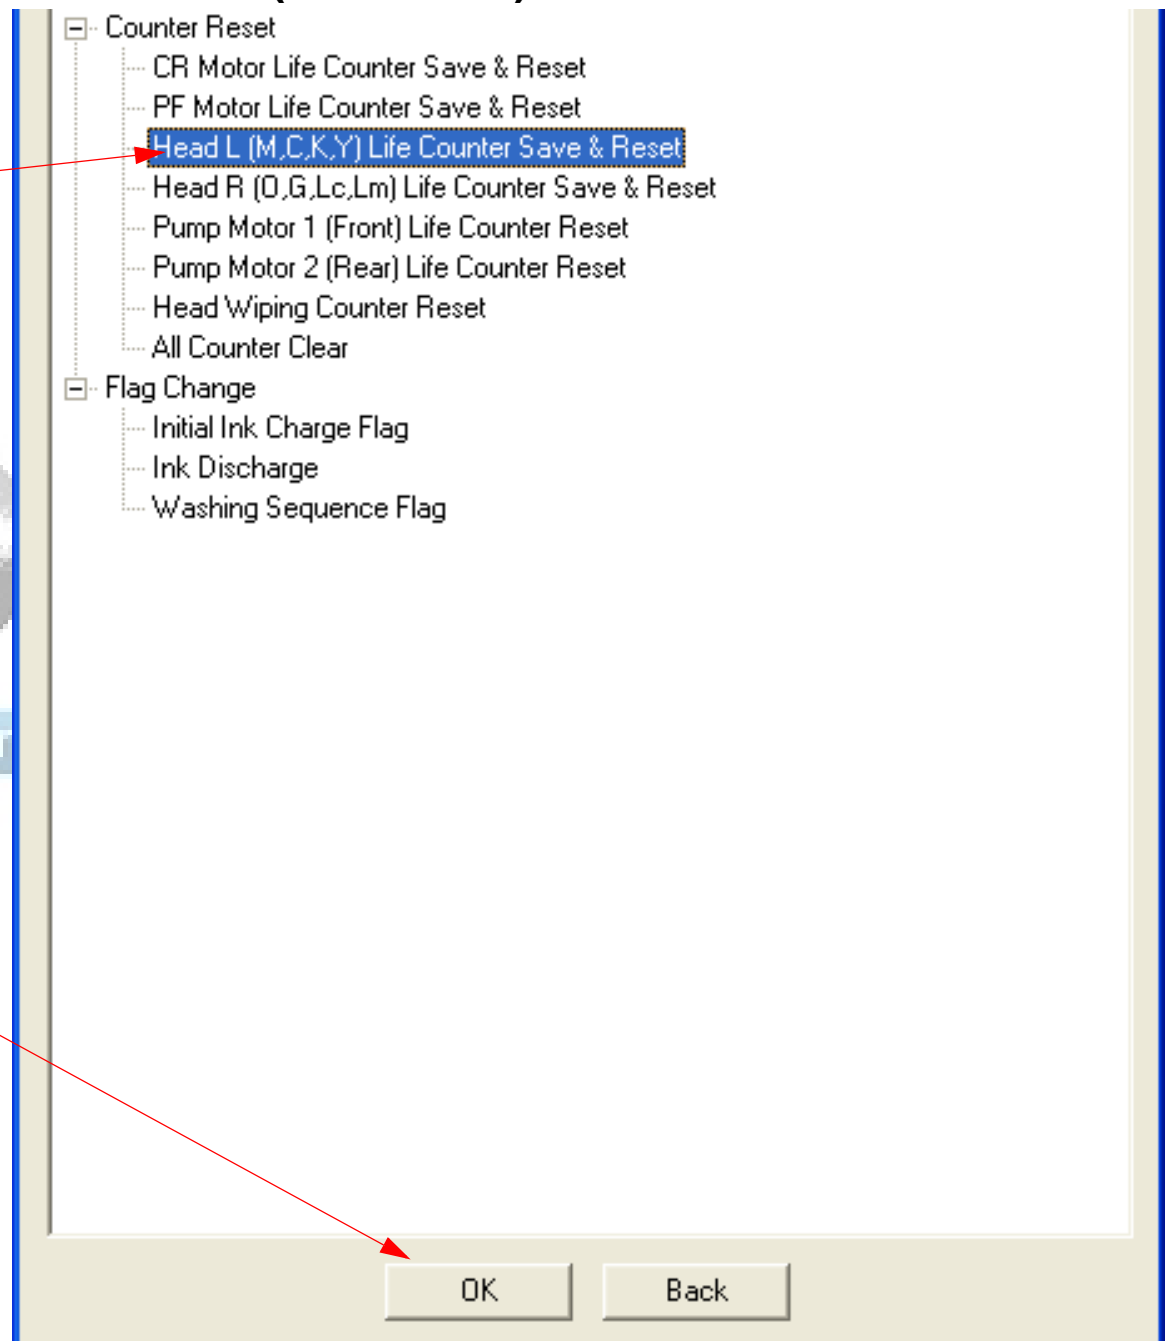 Counter Reset
CR Motor Life Counter Save & Reset
PF Motor Life Counter Save & Reset
Head L (M,C,K,Y) Life Counter Save & Reset
Head R (O,G,Lc,Lm) Life Counter Save & Reset
Pump Motor 1 (Front) Life Counter Reset
Pump Motor 2 (Rear) Life Counter Reset
Head Wiping Counter Reset
All Counter Clear
Flag Change
Initial Ink Charge Flag
Ink Discharge
Washing Sequence Flag
OK Back